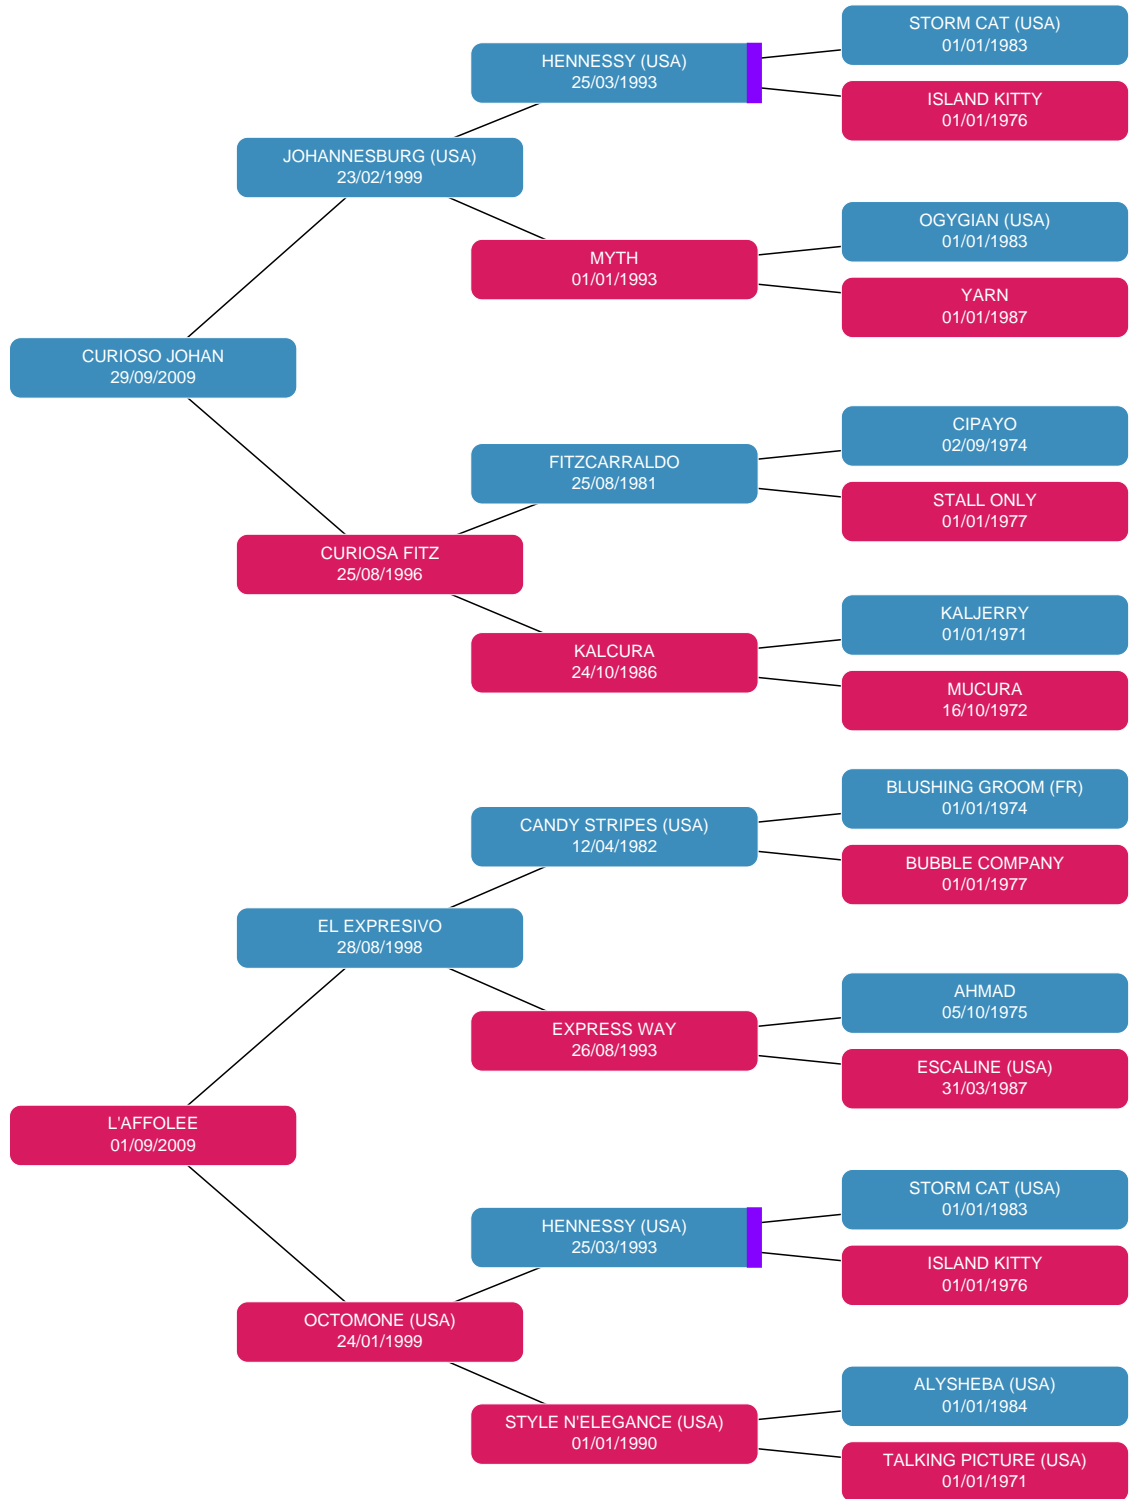 STORM CAT (USA)
01/01/1983
HENNESSY (USA)
25/03/1993
ISLAND KITTY
01/01/1976
JOHANNESBURG (USA)
23/02/1999
OGYGIAN (USA)
01/01/1983
MYTH
01/01/1993
YARN
01/01/1987
CURIOSO JOHAN
29/09/2009
CIPAYO
02/09/1974
FITZCARRALDO
25/08/1981
STALL ONLY
01/01/1977
CURIOSA FITZ
25/08/1996
KALJERRY
01/01/1971
KALCURA
24/10/1986
MUCURA
16/10/1972
BLUSHING GROOM (FR)
01/01/1974
CANDY STRIPES (USA)
12/04/1982
BUBBLE COMPANY
01/01/1977
EL EXPRESIVO
28/08/1998
AHMAD
05/10/1975
EXPRESS WAY
26/08/1993
ESCALINE (USA)
31/03/1987
L'AFFOLEE
01/09/2009
STORM CAT (USA)
01/01/1983
HENNESSY (USA)
25/03/1993
ISLAND KITTY
01/01/1976
OCTOMONE (USA)
24/01/1999
ALYSHEBA (USA)
01/01/1984
STYLE N'ELEGANCE (USA)
01/01/1990
TALKING PICTURE (USA)
01/01/1971